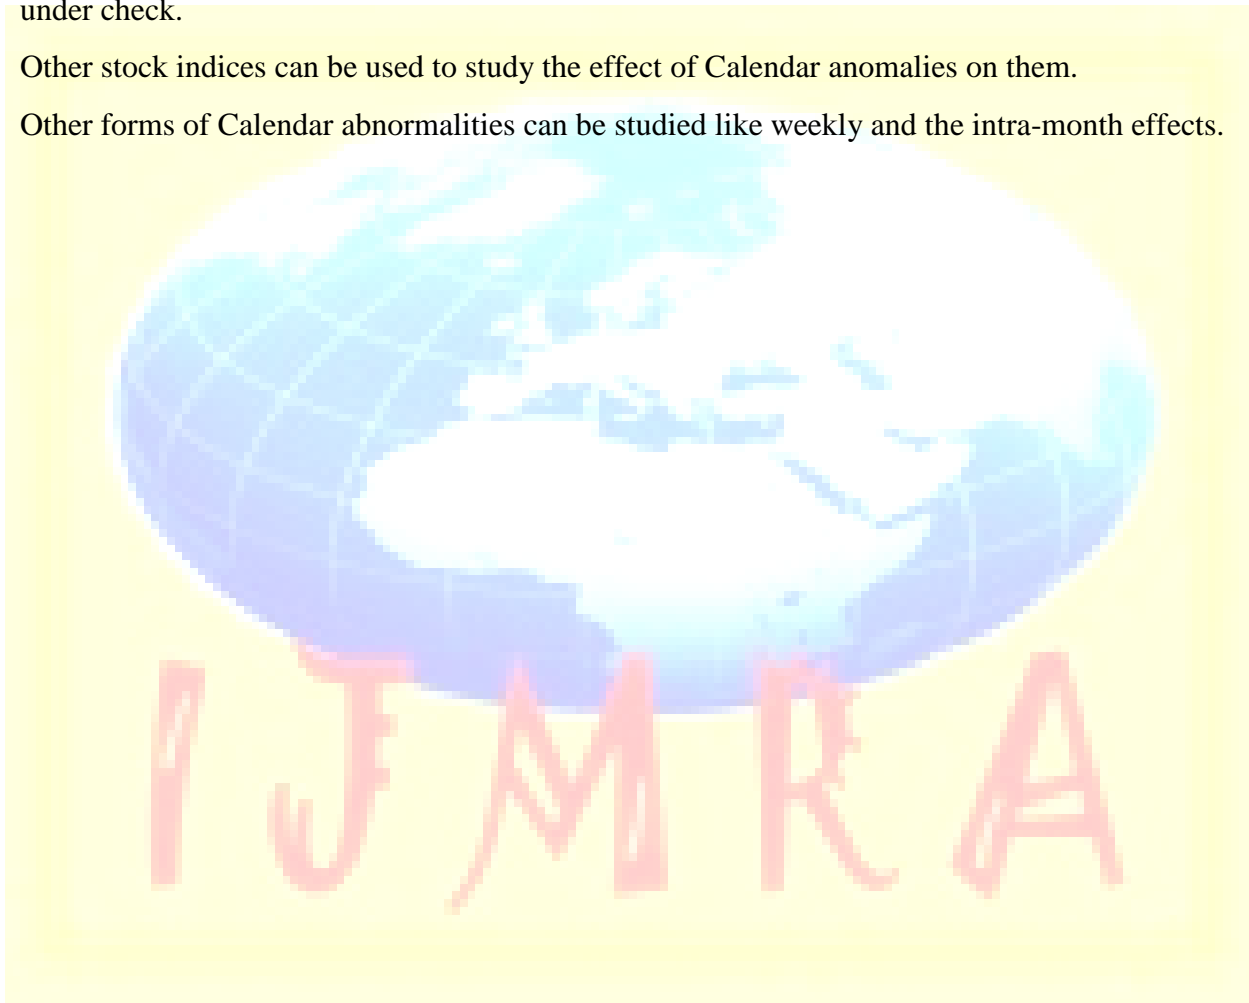 under check.
Other stock indices can be used to study the effect of Calendar anomalies on them.
Other forms of Calendar abnormalities can be studied like weekly and the intra-month effects.
IJMRA